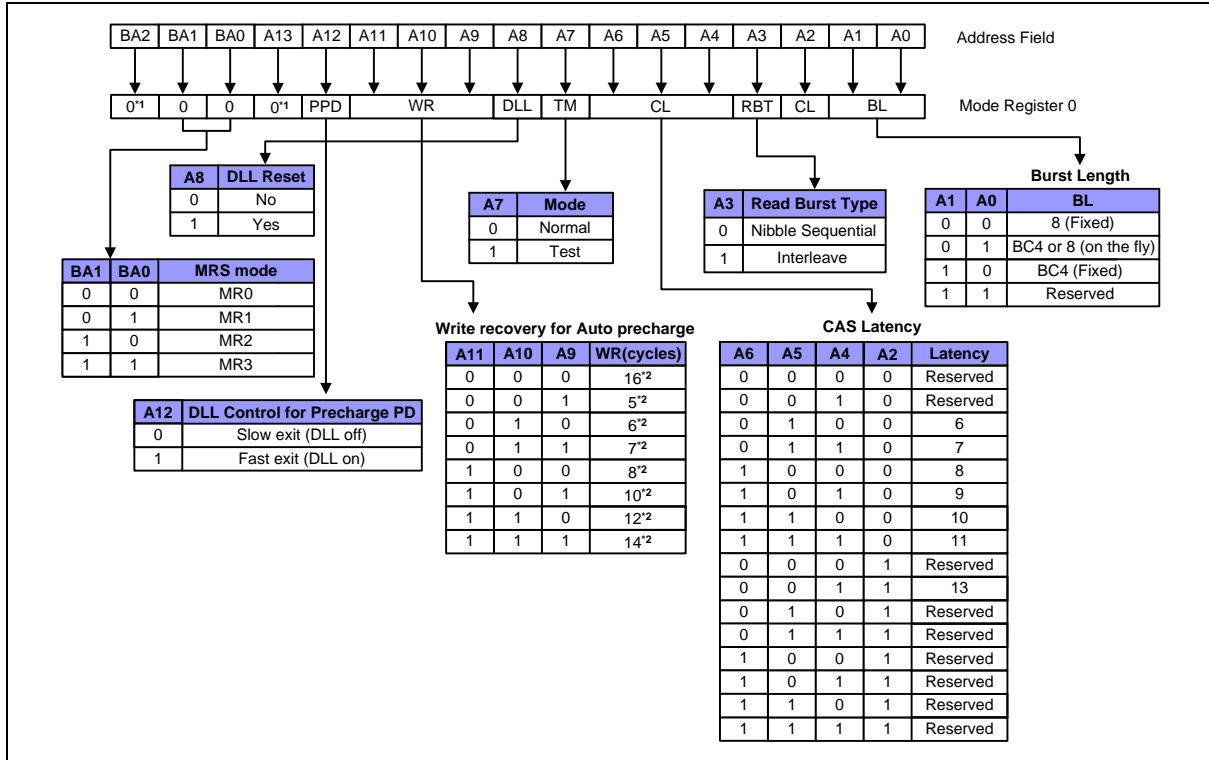 BA2 BA1 BA0 A13 A12 A11 A10 A9 A8 A7 A6 A5 A4 A3 A2 A1 A0 Address Field
0*1 0 0 0*1 PPD WR DLL TM CL RBT CL BL Mode Register 0
A8 DLL Reset
0 No
1 Yes
A7 Mode
0 Normal
1 Test
A3 Read Burst Type
0 Nibble Sequential
1 Interleave
Burst Length
A1 A0 BL
0 0 8 (Fixed)
0 1 BC4 or 8 (on the fly)
1 0 BC4 (Fixed)
1 1 Reserved
BA1 BA0 MRS mode
0 0 MR0
0 1 MR1
1 0 MR2
1 1 MR3
A12 DLL Control for Precharge PD
0 Slow exit (DLL off)
1 Fast exit (DLL on)
Write recovery for Auto precharge
A11 A10 A9 WR(cycles)
0 0 0 16*2
0 0 1 5*2
0 1 0 6*2
0 1 1 7*2
1 0 0 8*2
1 0 1 10*2
1 1 0 12*2
1 1 1 14*2
CAS Latency
A6 A5 A4 A2 Latency
0 0 0 0 Reserved
0 0 1 0 Reserved
0 1 0 0 6
0 1 1 0 7
1 0 0 0 8
1 0 1 0 9
1 1 0 0 10
1 1 1 0 11
0 0 0 1 Reserved
0 0 1 1 13
0 1 0 1 Reserved
0 1 1 1 Reserved
1 0 0 1 Reserved
1 0 1 1 Reserved
1 1 0 1 Reserved
1 1 1 1 Reserved